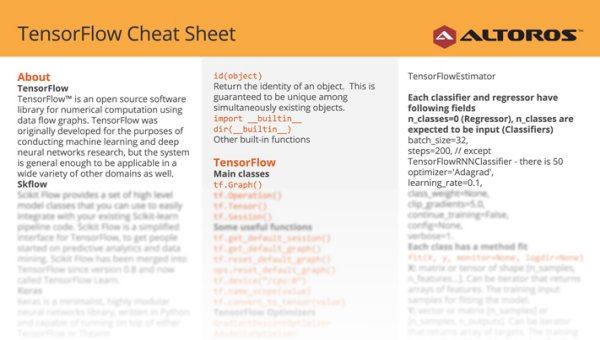 TensorFlow Cheat Sheet
ALTOROS™
About
TensorFlow
TensorFlow™ is an open source software
library for numerical computation using
data flow graphs. TensorFlow was
originally developed for the purposes of
conducting machine learning and deep
neural networks research, but the system
is general enough to be applicable in a
wide variety of other domains as well.
Skflow
Scikit Flow provides a set of high level
model classes that you can use to easily
integrate with your existing Scikit-learn
pipeline code. Scikit Flow is a simplified
interface for TensorFlow, to get people
started on predictive analytics and data
mining. Scikit Flow has been merged into
TensorFlow since version 0.8 and now
called TensorFlow Learn.
Keras
Keras is a minimalist, highly modular
neural networks library, written in Python
and capable of running on top of either
TensorFlow or Theano
id(object)
Return the identity of an object. This is
guaranteed to be unique among
simultaneously existing objects.
import __builtin__
dir(__builtin__)
Other built-in functions
TensorFlow
Main classes
tf.Graph()
tf.Operation()
tf.Tensor()
tf.Session()
Some useful functions
tf.get_default_session()
tf.get_default_graph()
tf.reset_default_graph()
ops.reset_default_graph()
tf.device("/cpu:0")
tf.name_scope(value)
tf.convert_to_tensor(value)
TensorFlow Optimizers
GradientDescentOptimizer
AdadeltaOptimizer
TensorFlowEstimator
Each classifier and regressor have
following fields
n_classes=0 (Regressor), n_classes are
expected to be input (Classifiers)
batch_size=32,
steps=200, // except
TensorFlowRNNClassifier - there is 50
optimizer='Adagrad',
learning_rate=0.1,
class_weight=None,
clip_gradients=5.0,
continue_training=False,
config=None,
verbose=1.
Each class has a method fit
fit(X, y, monitor=None, logdir=None)
X: matrix or tensor of shape [n_samples,
n_features...]. Can be iterator that returns
arrays of features. The training input
samples for fitting the model.
Y: vector or matrix [n_samples] or
[n_samples, n_outputs]. Can be iterator
that returns array of targets. The training